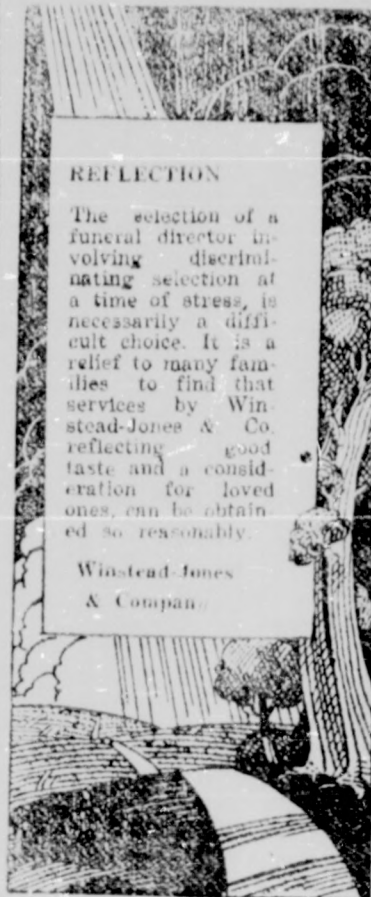 REFLECTION
The selection of a
funeral director in-
volving discrimi-
nating selection at
a time of stress, is
necessarily a diffi-
cult choice. It is a
relief to many fam-
ilies to find that
services by Win-
stead-Jones & Co.
reflecting good
taste and a consid-
eration for loved
ones, can be obtain-
ed so reasonably.
Winstead-Jones
& Compan